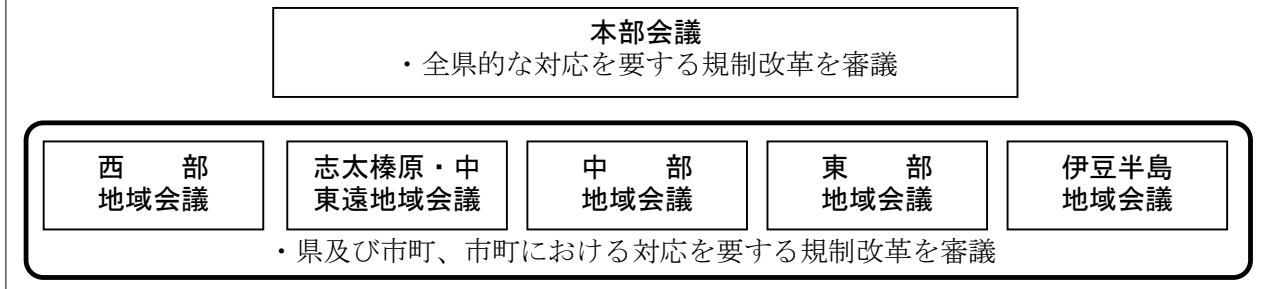 本部会議
・全県的な対応を要する規制改革を審議
西　　部
地域会議
志太榛原・中
東遠地域会議
中　　部
地域会議
東　　部
地域会議
伊豆半島
地域会議
・県及び市町、市町における対応を要する規制改革を審議